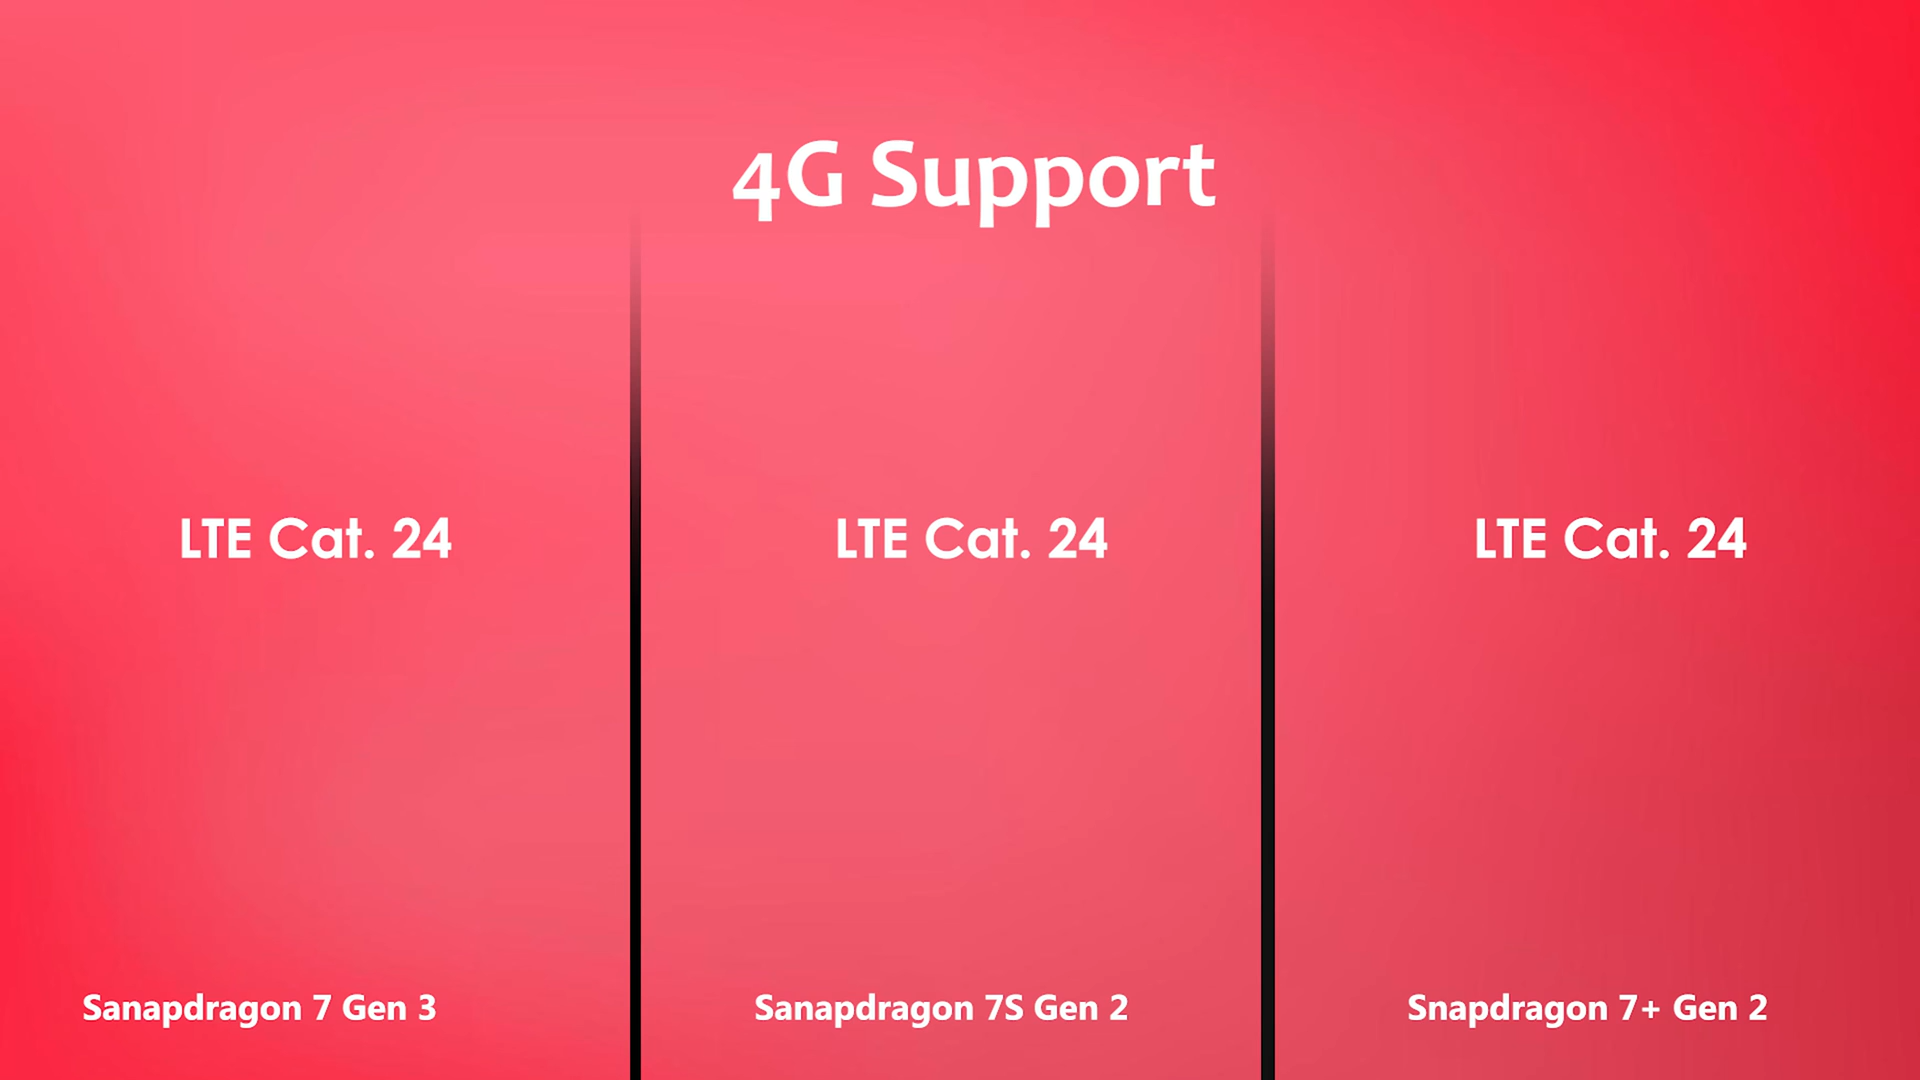 4G Support
LTE Cat. 24
LTE Cat. 24
LTE Cat. 24
Sanapdragon 7 Gen 3
Sanapdragon 7S Gen 2
Snapdragon 7+ Gen 2